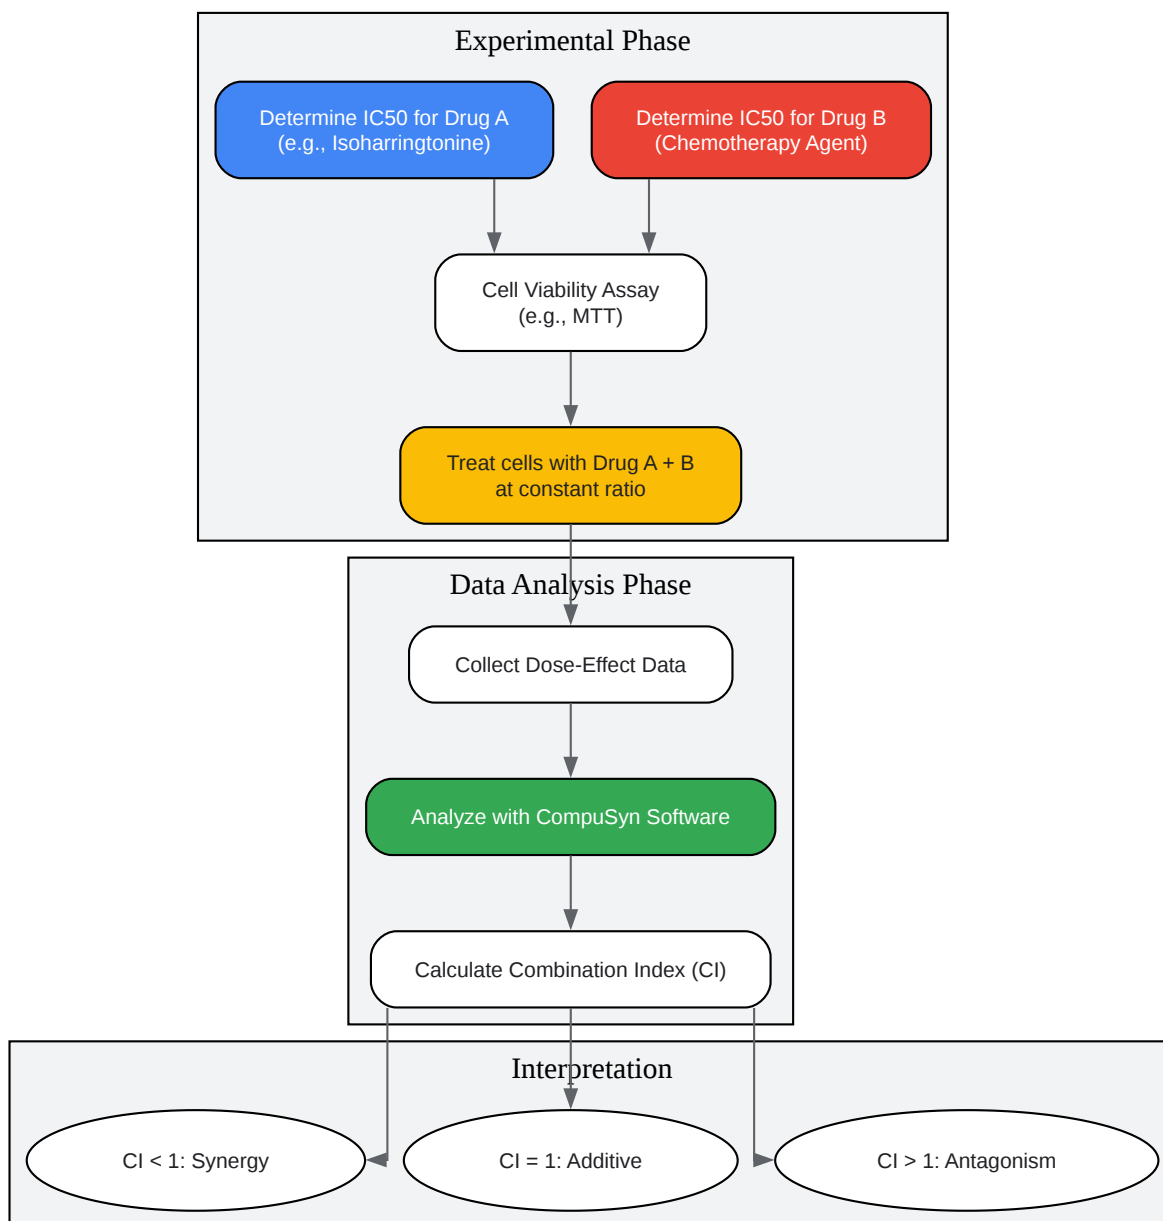 Experimental Phase
Determine IC50 for Drug A
(e.g., Isoharringtonine)
Determine IC50 for Drug B
(Chemotherapy Agent)
Cell Viability Assay
(e.g., MTT)
Treat cells with Drug A + B
at constant ratio
Data Analysis Phase
Collect Dose-Effect Data
Analyze with CompuSyn Software
Calculate Combination Index (CI)
Interpretation
CI < 1: Synergy
CI = 1: Additive
CI > 1: Antagonism